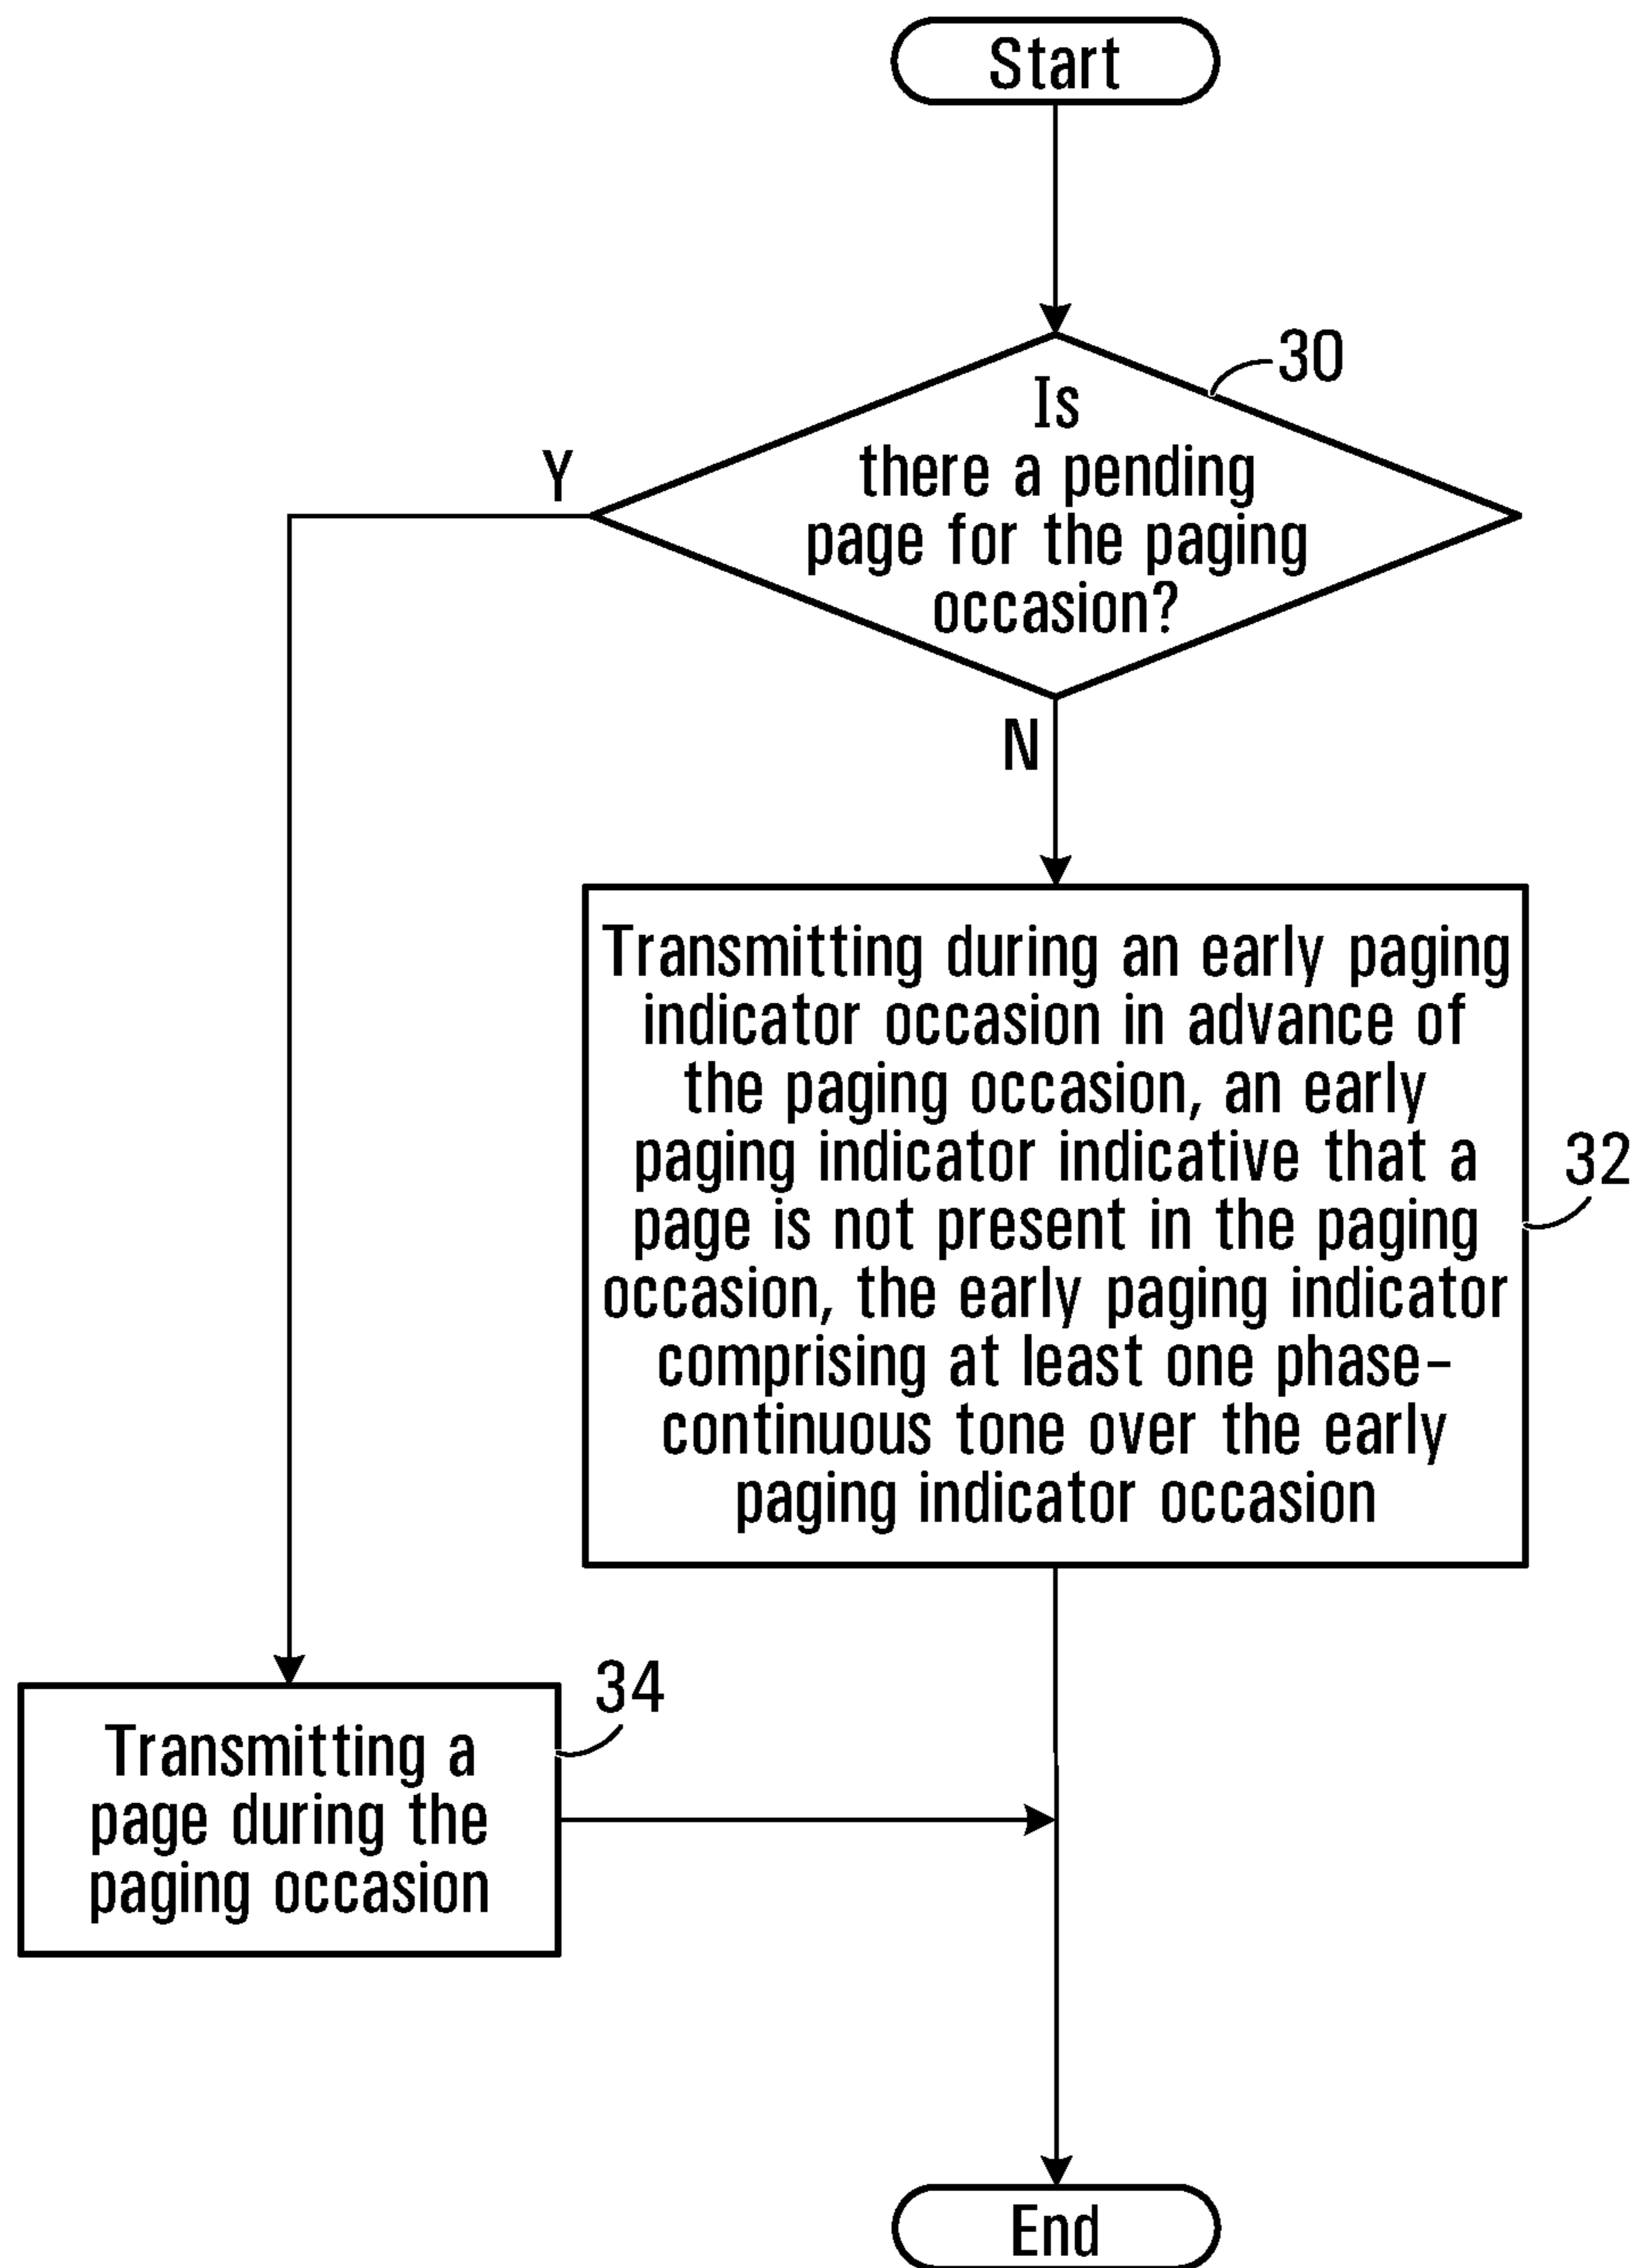 Start
30
Is
there a pending
page for the paging
occasion?
Y
N
Transmitting during an early paging
indicator occasion in advance of
the paging occasion, an early
paging indicator indicative that a
page is not present in the paging
occasion, the early paging indicator
comprising at least one phase-
continuous tone over the early
paging indicator occasion
32
34
Transmitting a
page during the
paging occasion
End